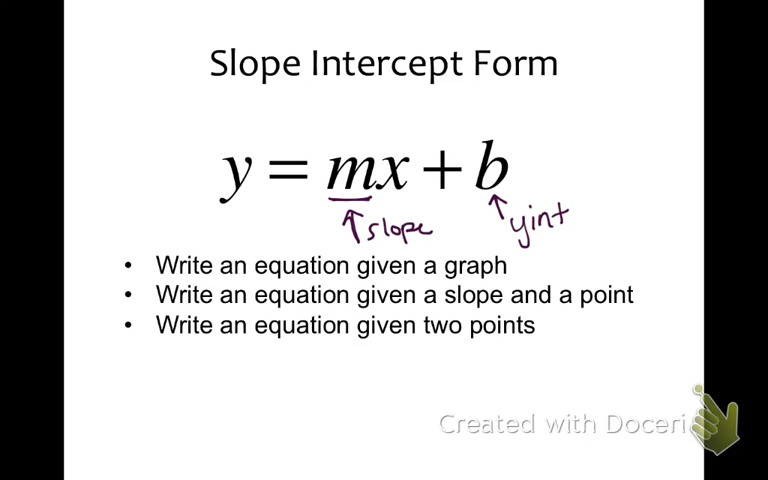 Slope Intercept Form
y = mx + b
slope
yint
• Write an equation given a graph
• Write an equation given a slope and a point
• Write an equation given two points
Created with Doceri